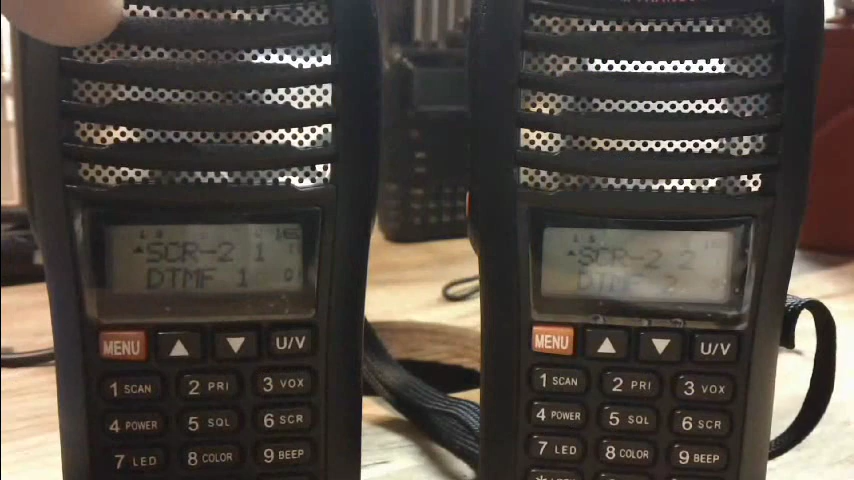 SCR-2 1
DTMF 1
MENU ▲ ▼ U/V
1 SCAN 2 PRI 3 VOX
4 POWER 5 SQL 6 SCR
7 LED 8 COLOR 9 BEEP
SCR-2 2
DTMF 2
MENU ▲ ▼ U/V
1 SCAN 2 PRI 3 VOX
4 POWER 5 SQL 6 SCR
7 LED 8 COLOR 9 BEEP